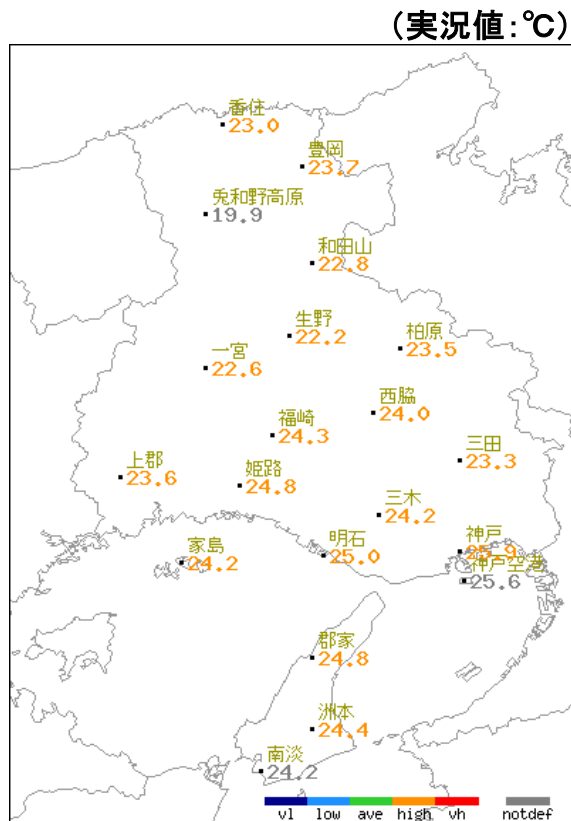 (実況値:℃)
香住
23.0
豊岡
23.7
兎和野高原
19.9
和田山
22.8
生野
22.2
柏原
23.5
一宮
22.6
西脇
24.0
福崎
24.3
三田
23.3
上郡
23.6
姫路
24.8
三木
24.2
神戸
25.9
明石
25.0
家島
24.2
神戸空港
25.6
郡家
24.8
洲本
24.4
南淡
24.2
vl low ave high vh notdef